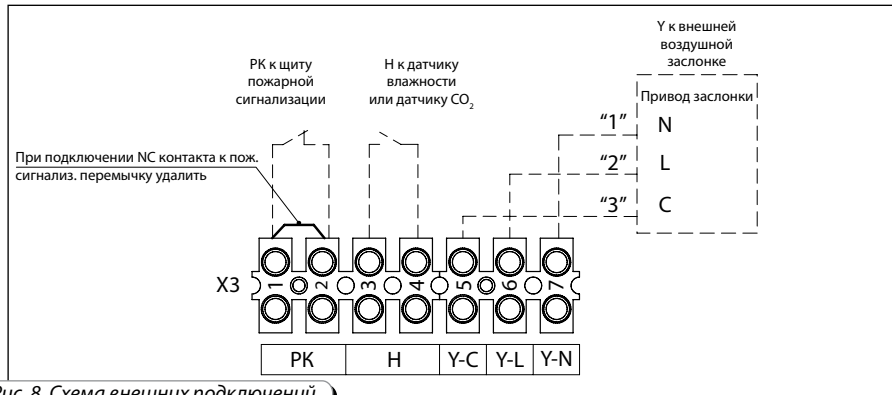 Y к внешней
воздушной
заслонке
РК к щиту
пожарной
сигнализации
Н к датчику
влажности
или датчику CO2
Привод заслонки
"1" N
"2" L
"3" C
При подключении NC контакта к пож.
сигнализ. перемычку удалить
X3
1 2 3 4 5 6 7
РК Н Y-C Y-L Y-N
Рис. 8. Схема внешних подключений